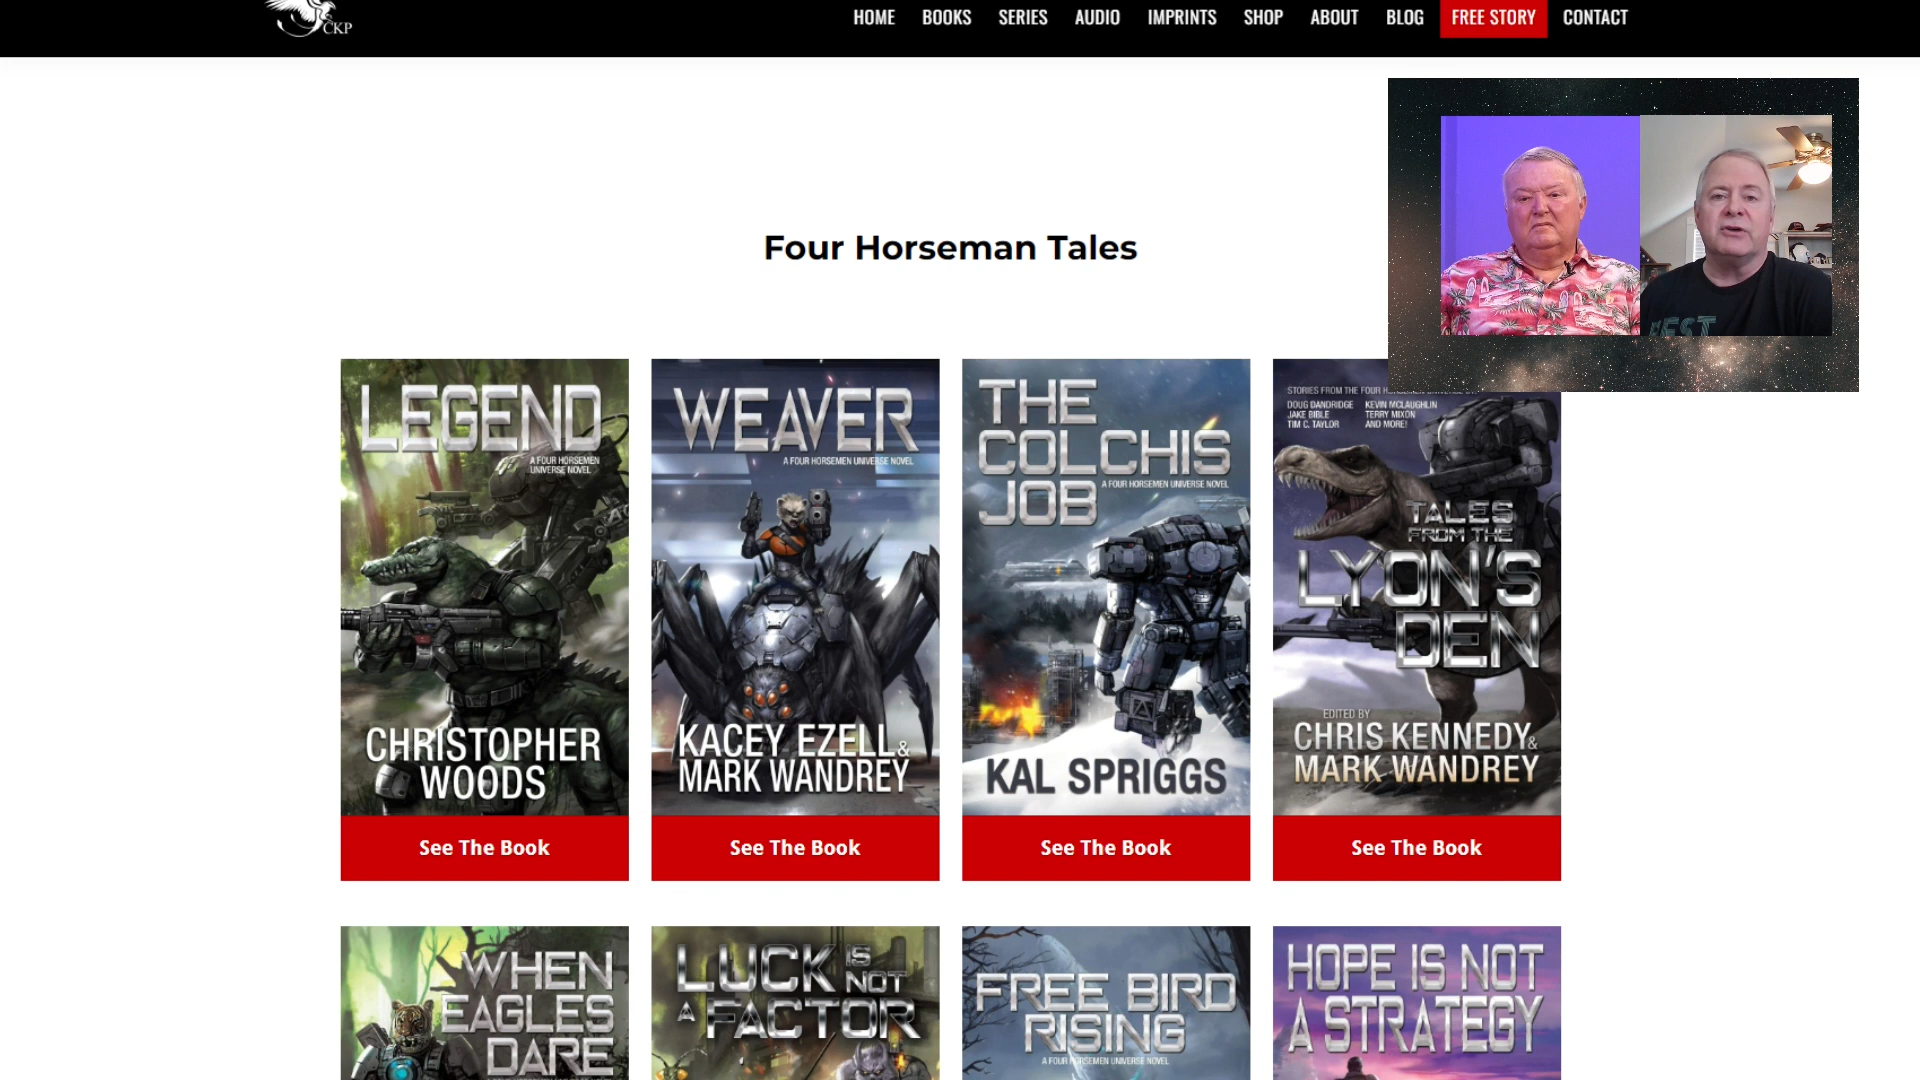 CKP
HOME BOOKS SERIES AUDIO IMPRINTS SHOP ABOUT BLOG FREE STORY CONTACT
Four Horseman Tales
LEGEND
A FOUR HORSEMEN
UNIVERSE NOVEL
CHRISTOPHER
WOODS
See The Book
WEAVER
A FOUR HORSEMEN UNIVERSE NOVEL
KACEY EZELL &
MARK WANDREY
See The Book
THE
COLCHIS
JOB
A FOUR HORSEMEN UNIVERSE NOVEL
KAL SPRIGGS
See The Book
STORIES FROM THE FOUR
DOUG DANDRIDGE KEVIN MCLAUGHLIN
JAKE BIBLE TERRY MIXON
TIM C. TAYLOR AND MORE!
TALES
FROM THE
LYON'S
DEN
EDITED BY
CHRIS KENNEDY &
MARK WANDREY
See The Book
WHEN
EAGLES
DARE
LUCK IS
NOT
A FACTOR
FREE BIRD
RISING
A FOUR HORSEMEN UNIVERSE NOVEL
HOPE IS NOT
A STRATEGY